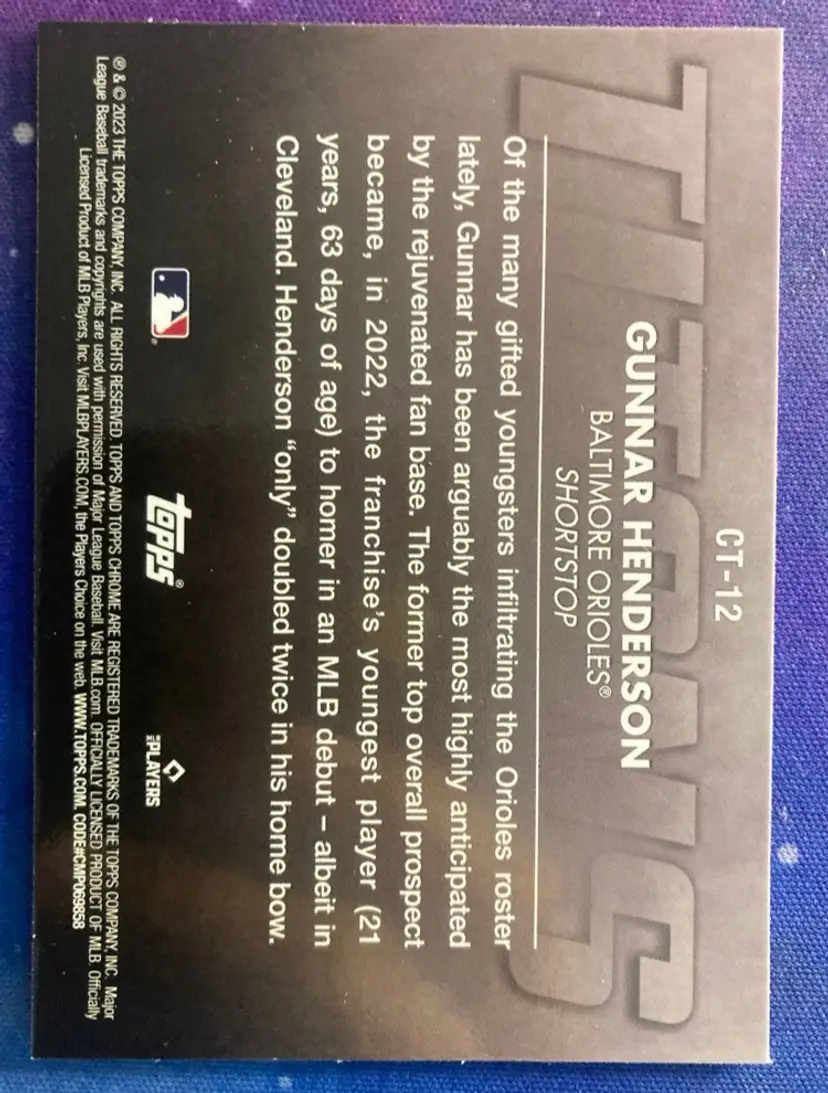 CT-12
TITANS
GUNNAR HENDERSON
BALTIMORE ORIOLES®
SHORTSTOP
Of the many gifted youngsters infiltrating the Orioles roster
lately, Gunnar has been arguably the most highly anticipated
by the rejuvenated fan base. The former top overall prospect
became, in 2022, the franchise's youngest player (21
years, 63 days of age) to homer in an MLB debut – albeit in
Cleveland. Henderson "only" doubled twice in his home bow.
topps®
MLB PLAYERS
® & © 2023 THE TOPPS COMPANY, INC. ALL RIGHTS RESERVED. TOPPS AND TOPPS CHROME ARE REGISTERED TRADEMARKS OF THE TOPPS COMPANY, INC. Major
League Baseball trademarks and copyrights are used with permission of Major League Baseball. Visit MLB.com. OFFICIALLY LICENSED PRODUCT OF MLB. Officially
Licensed Product of MLB Players, Inc. Visit MLBPLAYERS.COM, the Players Choice on the web. WWW.TOPPS.COM. CODE#CMP069858